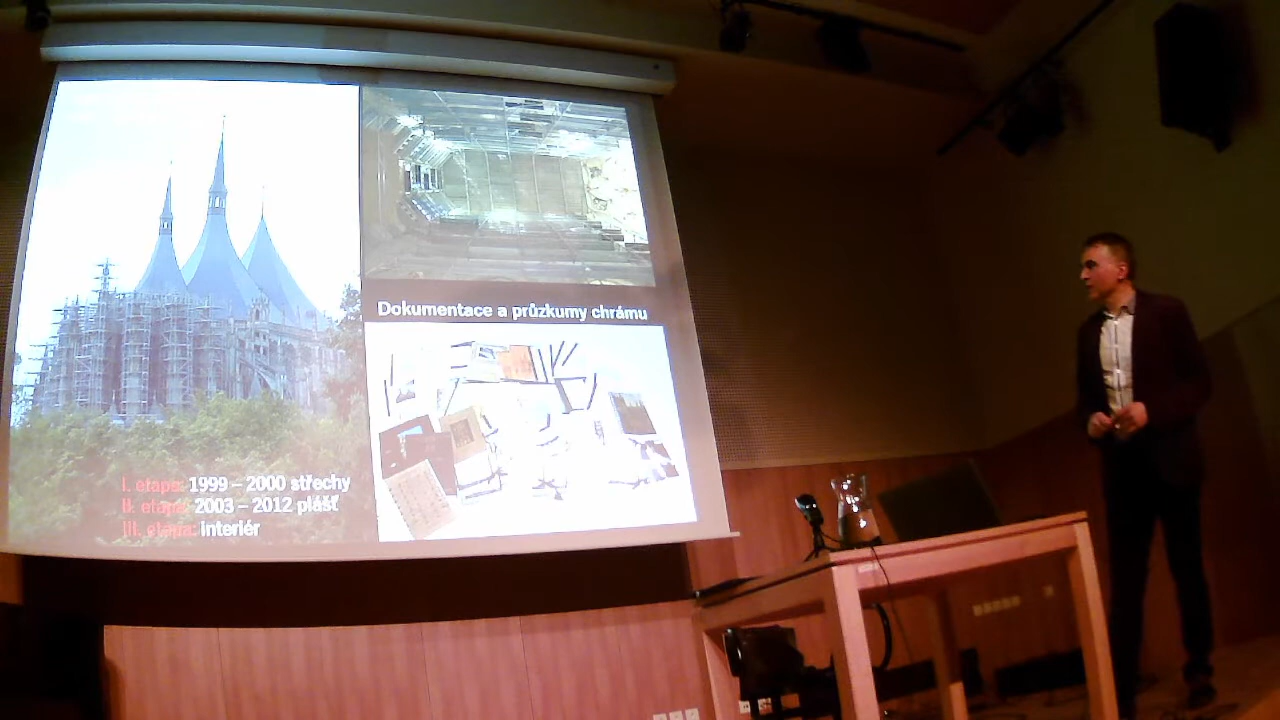 Dokumentace a průzkumy chrámu
I. etapa: 1999 – 2000 střechy
II. etapa: 2003 – 2012 plášť
III. etapa: interiér